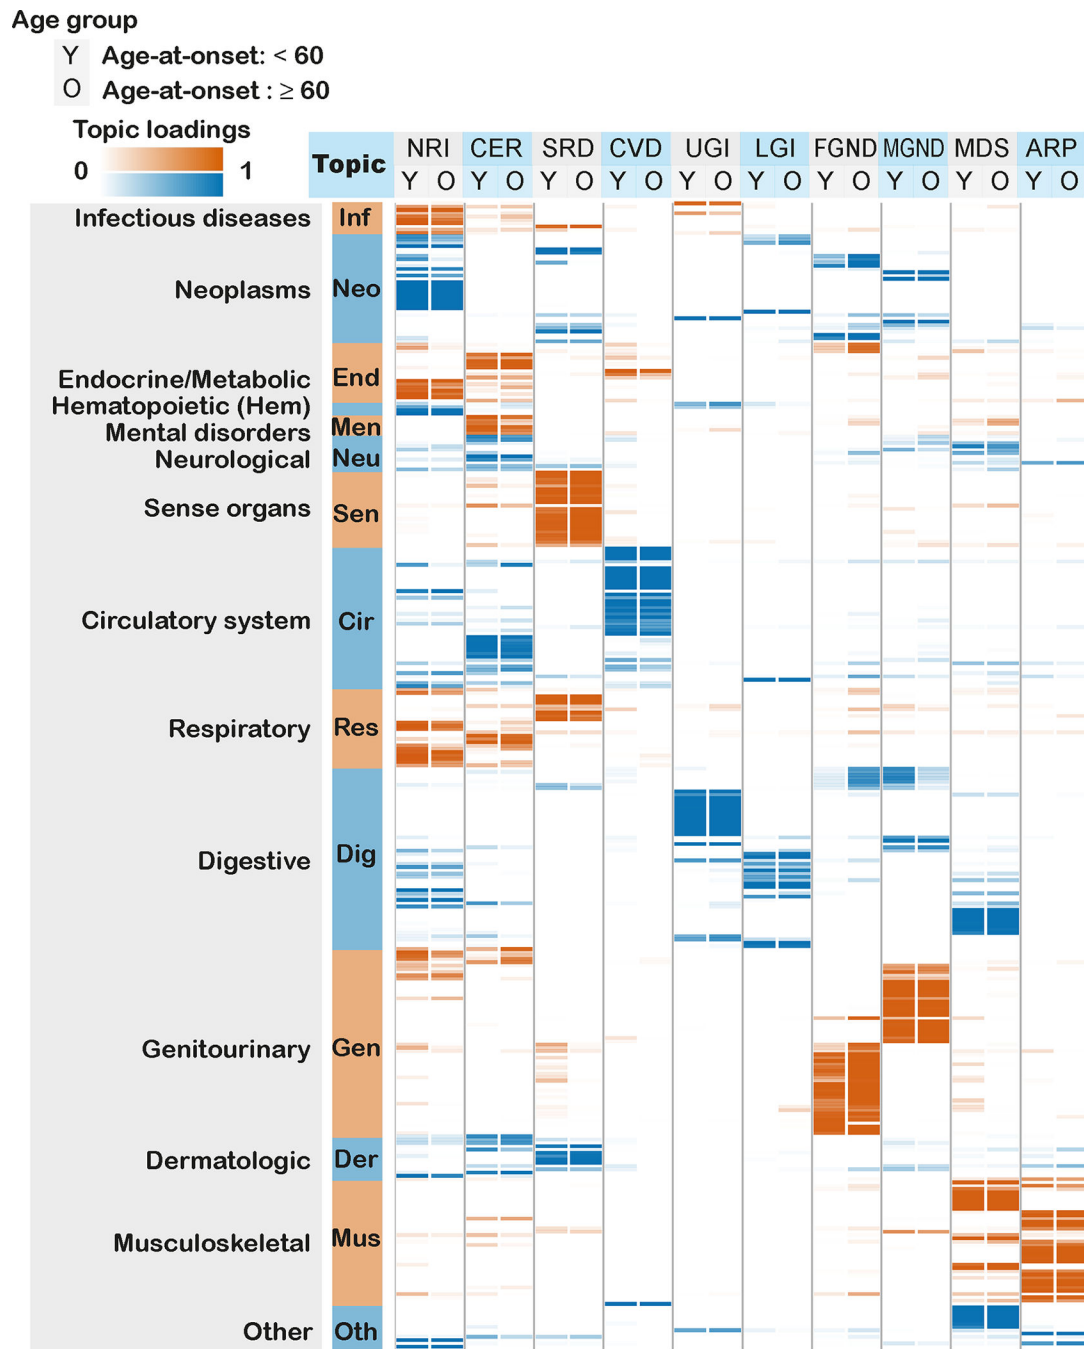 Age group
Y Age-at-onset: < 60
O Age-at-onset : ≥ 60
Topic loadings
0 1
Topic NRI CER SRD CVD UGI LGI FGND MGND MDS ARP
Y O Y O Y O Y O Y O Y O Y O Y O Y O Y O
Infectious diseases Inf
Neoplasms Neo
Endocrine/Metabolic End
Hematopoietic (Hem)
Mental disorders Men
Neurological Neu
Sense organs Sen
Circulatory system Cir
Respiratory Res
Digestive Dig
Genitourinary Gen
Dermatologic Der
Musculoskeletal Mus
Other Oth